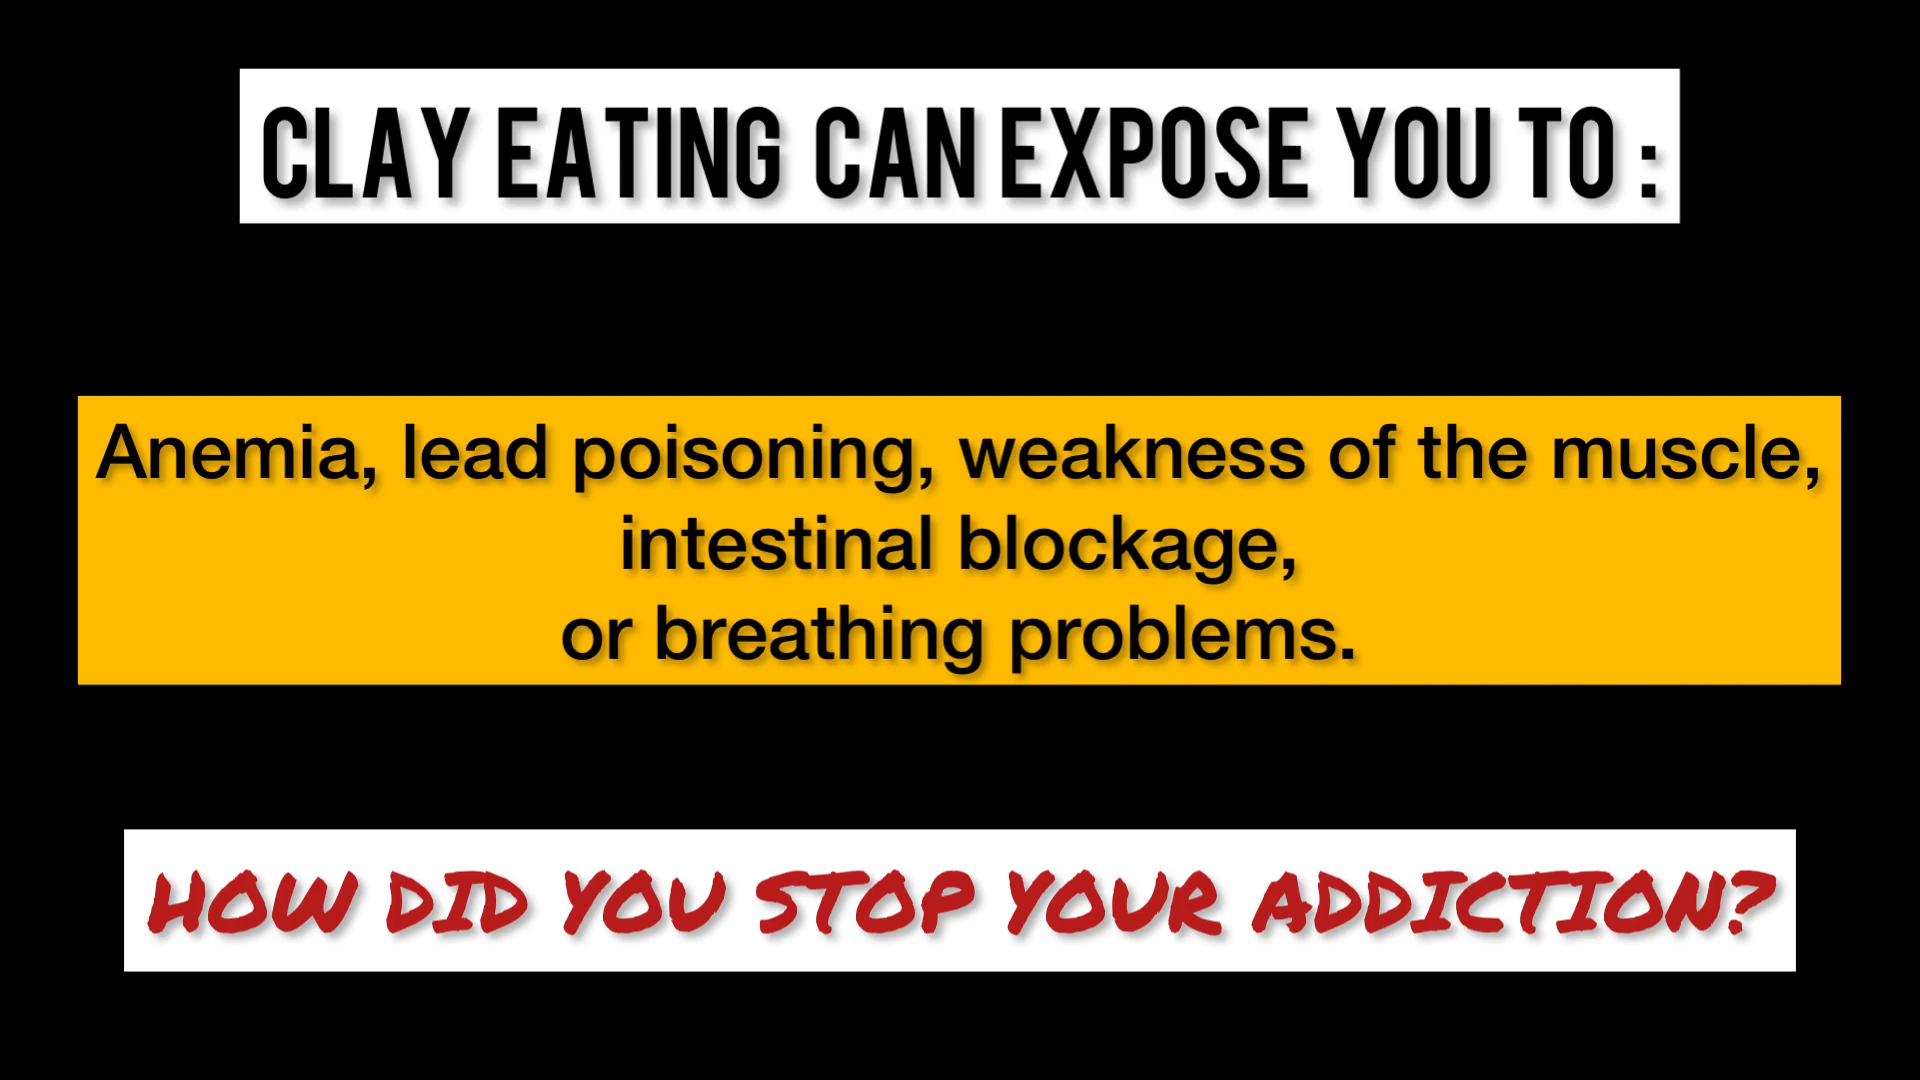 CLAY EATING CAN EXPOSE YOU TO :
Anemia, lead poisoning, weakness of the muscle,
intestinal blockage,
or breathing problems.
HOW DID YOU STOP YOUR ADDICTION?